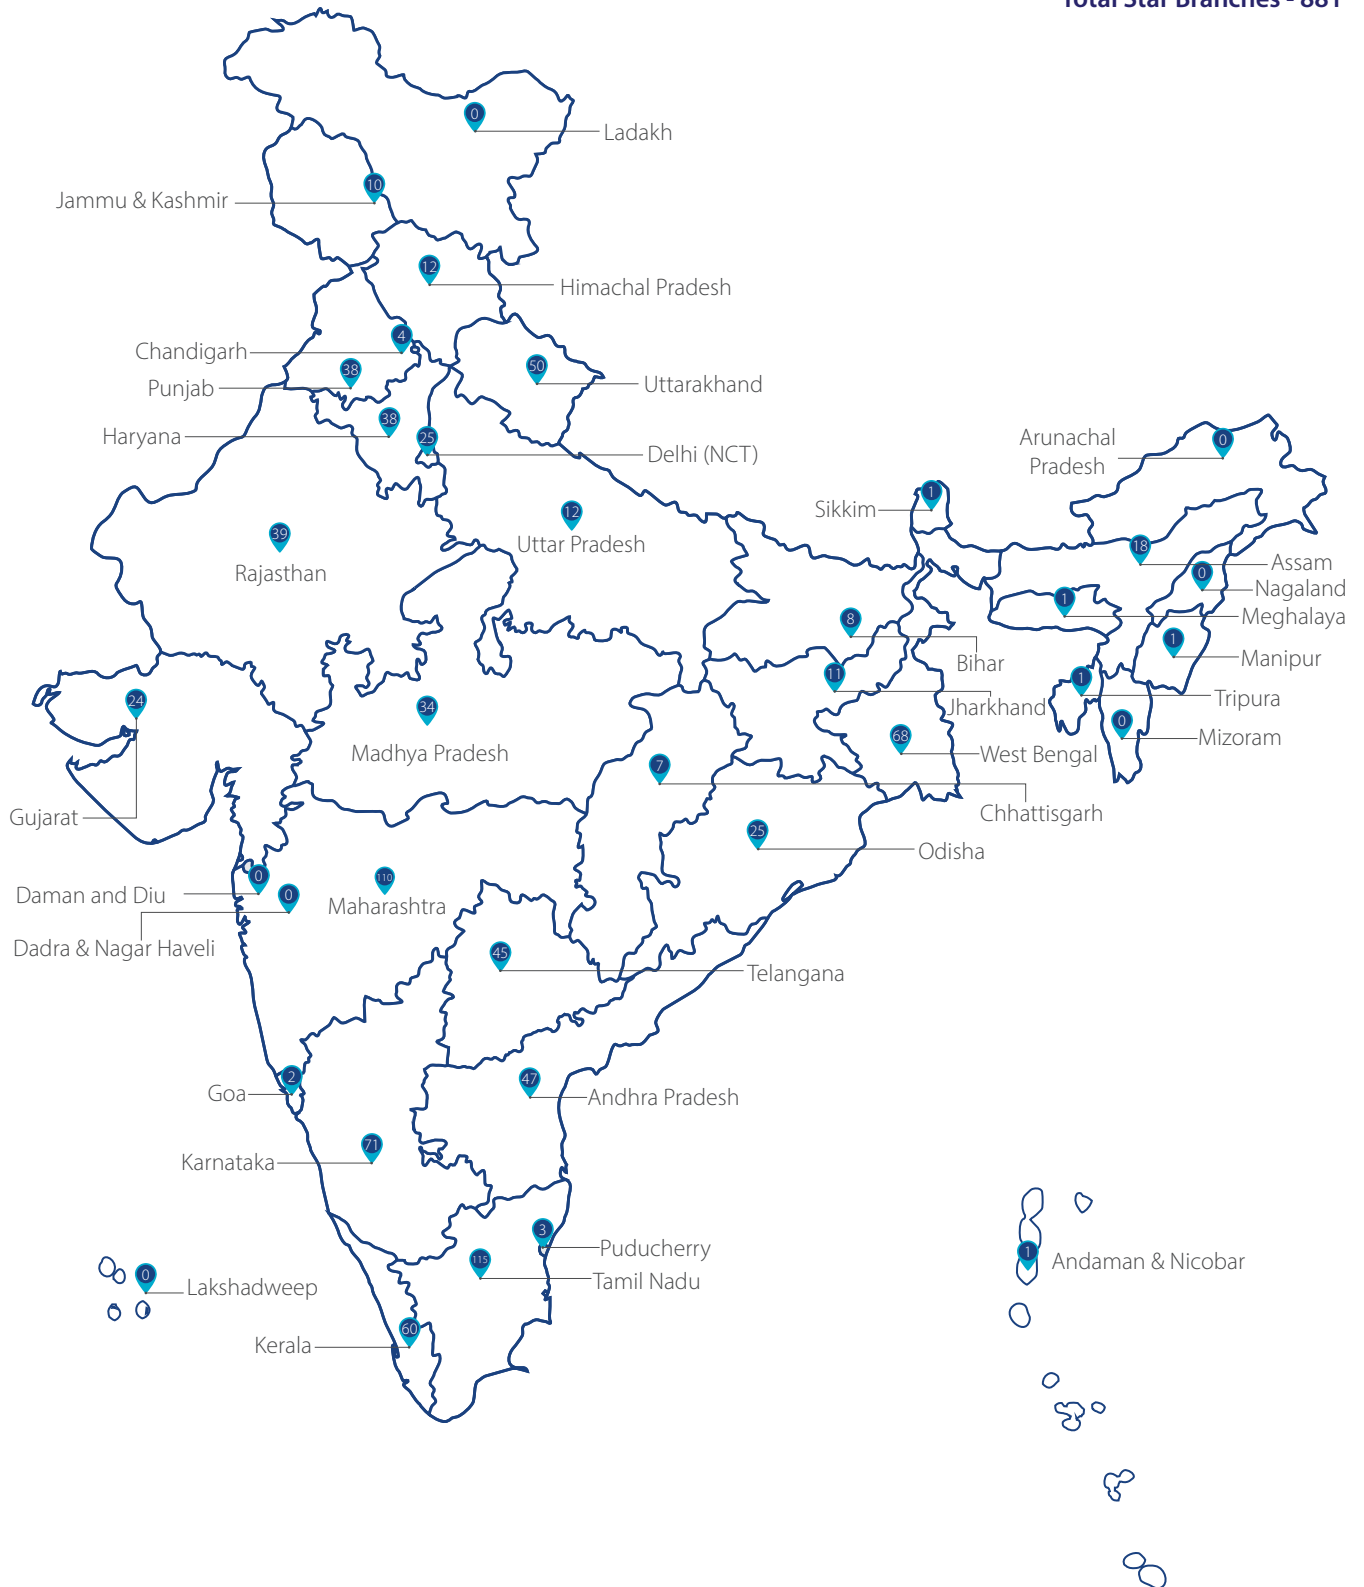 Total Star Branches - 881
0
Ladakh
10
Jammu & Kashmir
12
Himachal Pradesh
4
Chandigarh
38
Punjab
50
Uttarakhand
38
Haryana
25
Delhi (NCT)
0
Arunachal
Pradesh
1
Sikkim
12
Uttar Pradesh
39
Rajasthan
18
Assam
0
Nagaland
1
Meghalaya
8
Bihar
1
Manipur
11
Jharkhand
1
Tripura
24
Gujarat
34
Madhya Pradesh
0
Mizoram
68
West Bengal
7
Chhattisgarh
25
Odisha
0
Daman and Diu
0
Dadra & Nagar Haveli
110
Maharashtra
45
Telangana
2
Goa
47
Andhra Pradesh
71
Karnataka
3
Puducherry
115
Tamil Nadu
1
Andaman & Nicobar
0
Lakshadweep
60
Kerala